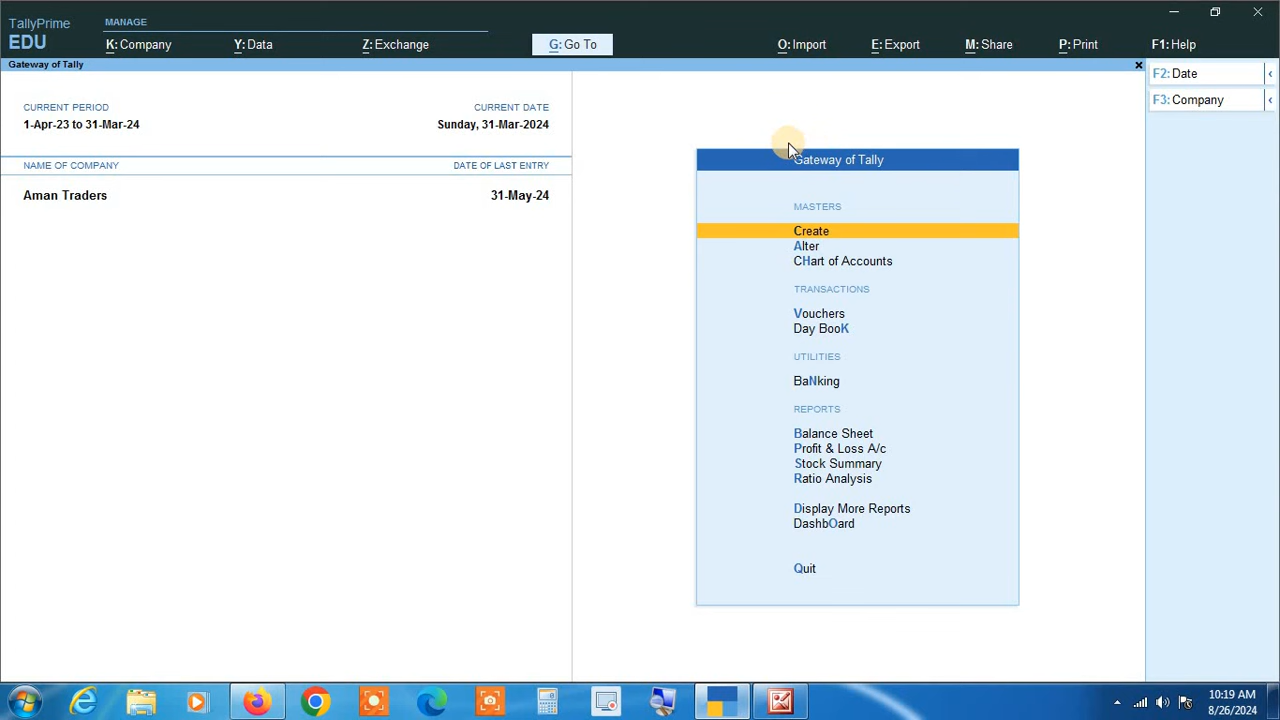 TallyPrime
EDU
MANAGE
K: Company
Y: Data
Z: Exchange
G: Go To
O: Import
E: Export
M: Share
P: Print
F1: Help
Gateway of Tally
CURRENT PERIOD
CURRENT DATE
1-Apr-23 to 31-Mar-24
Sunday, 31-Mar-2024
NAME OF COMPANY
DATE OF LAST ENTRY
Aman Traders
31-May-24
Gateway of Tally
MASTERS
Create
Alter
CHart of Accounts
TRANSACTIONS
Vouchers
Day BooK
UTILITIES
BaNking
REPORTS
Balance Sheet
Profit & Loss A/c
Stock Summary
Ratio Analysis
Display More Reports
DashbOard
Quit
F2: Date
F3: Company
10:19 AM
8/26/2024